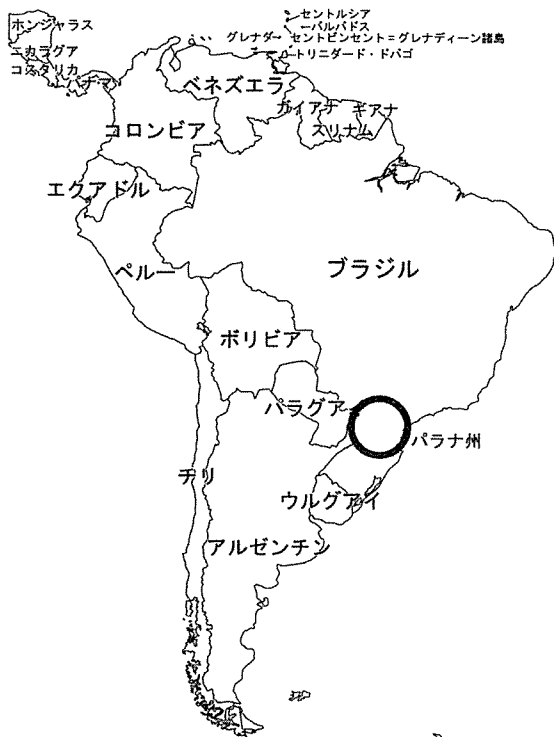 ホンジャラス
ニカラグア
コスタリカ
パナマ
セントルシア
バルバドス
グレナダ
セントビンセント＝グレナディーン諸島
トリニダード・ドバゴ
ベネズエラ
ガイアナ
ギアナ
スリナム
コロンビア
エクアドル
ペルー
ブラジル
ボリビア
パラグア
パラナ州
チリ
ウルグアイ
アルゼンチン